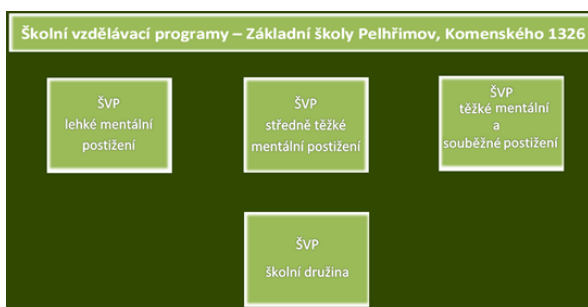 Školní vzdělávací programy – Základní školy Pelhřimov, Komenského 1326
ŠVP
lehké mentální
postižení
ŠVP
středně těžké
mentální postižení
ŠVP
těžké mentální
a
souběžné postižení
ŠVP
školní družina